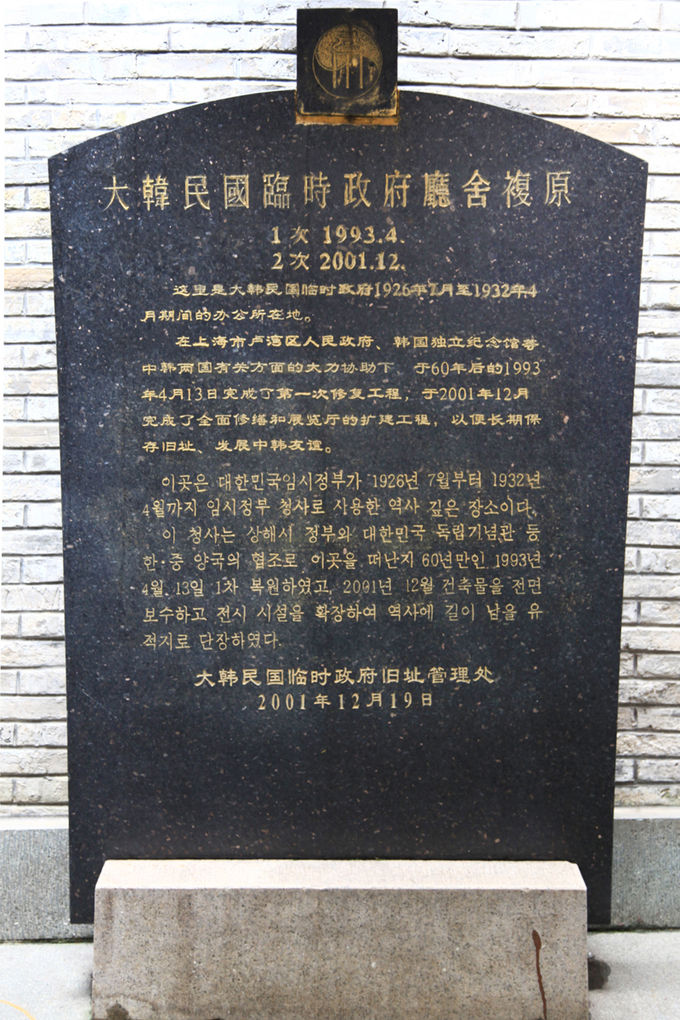 大韓民國臨時政府廳舍複原
1 次 1993.4.
2 次 2001.12.
这里是大韩民国临时政府1926年7月至1932年4
月期间的办公所在地。
在上海市卢湾区人民政府、韩国独立纪念馆等
中韩两国有关方面的大力协助下 于60年后的1993
年4月13日完成了第一次修复工程，于2001年12月
完成了全面修缮和展览厅的扩建工程，以便长期保
存旧址、发展中韩友谊。
이곳은 대한민국임시정부가 1926년 7월부터 1932년
4월까지 임시정부 청사로 사용한 역사 깊은 장소이다.
이 청사는 상해시 정부와 대한민국 독립기념관 등
한·중 양국의 협조로 이곳을 떠난지 60년만인 1993년
4월. 13일 1차 복원하였고, 2001년 12월 건축물을 전면
보수하고 전시 시설을 확장하여 역사에 길이 남을 유
적지로 단장하였다.
大韩民国临时政府旧址管理处
2001年12月19日